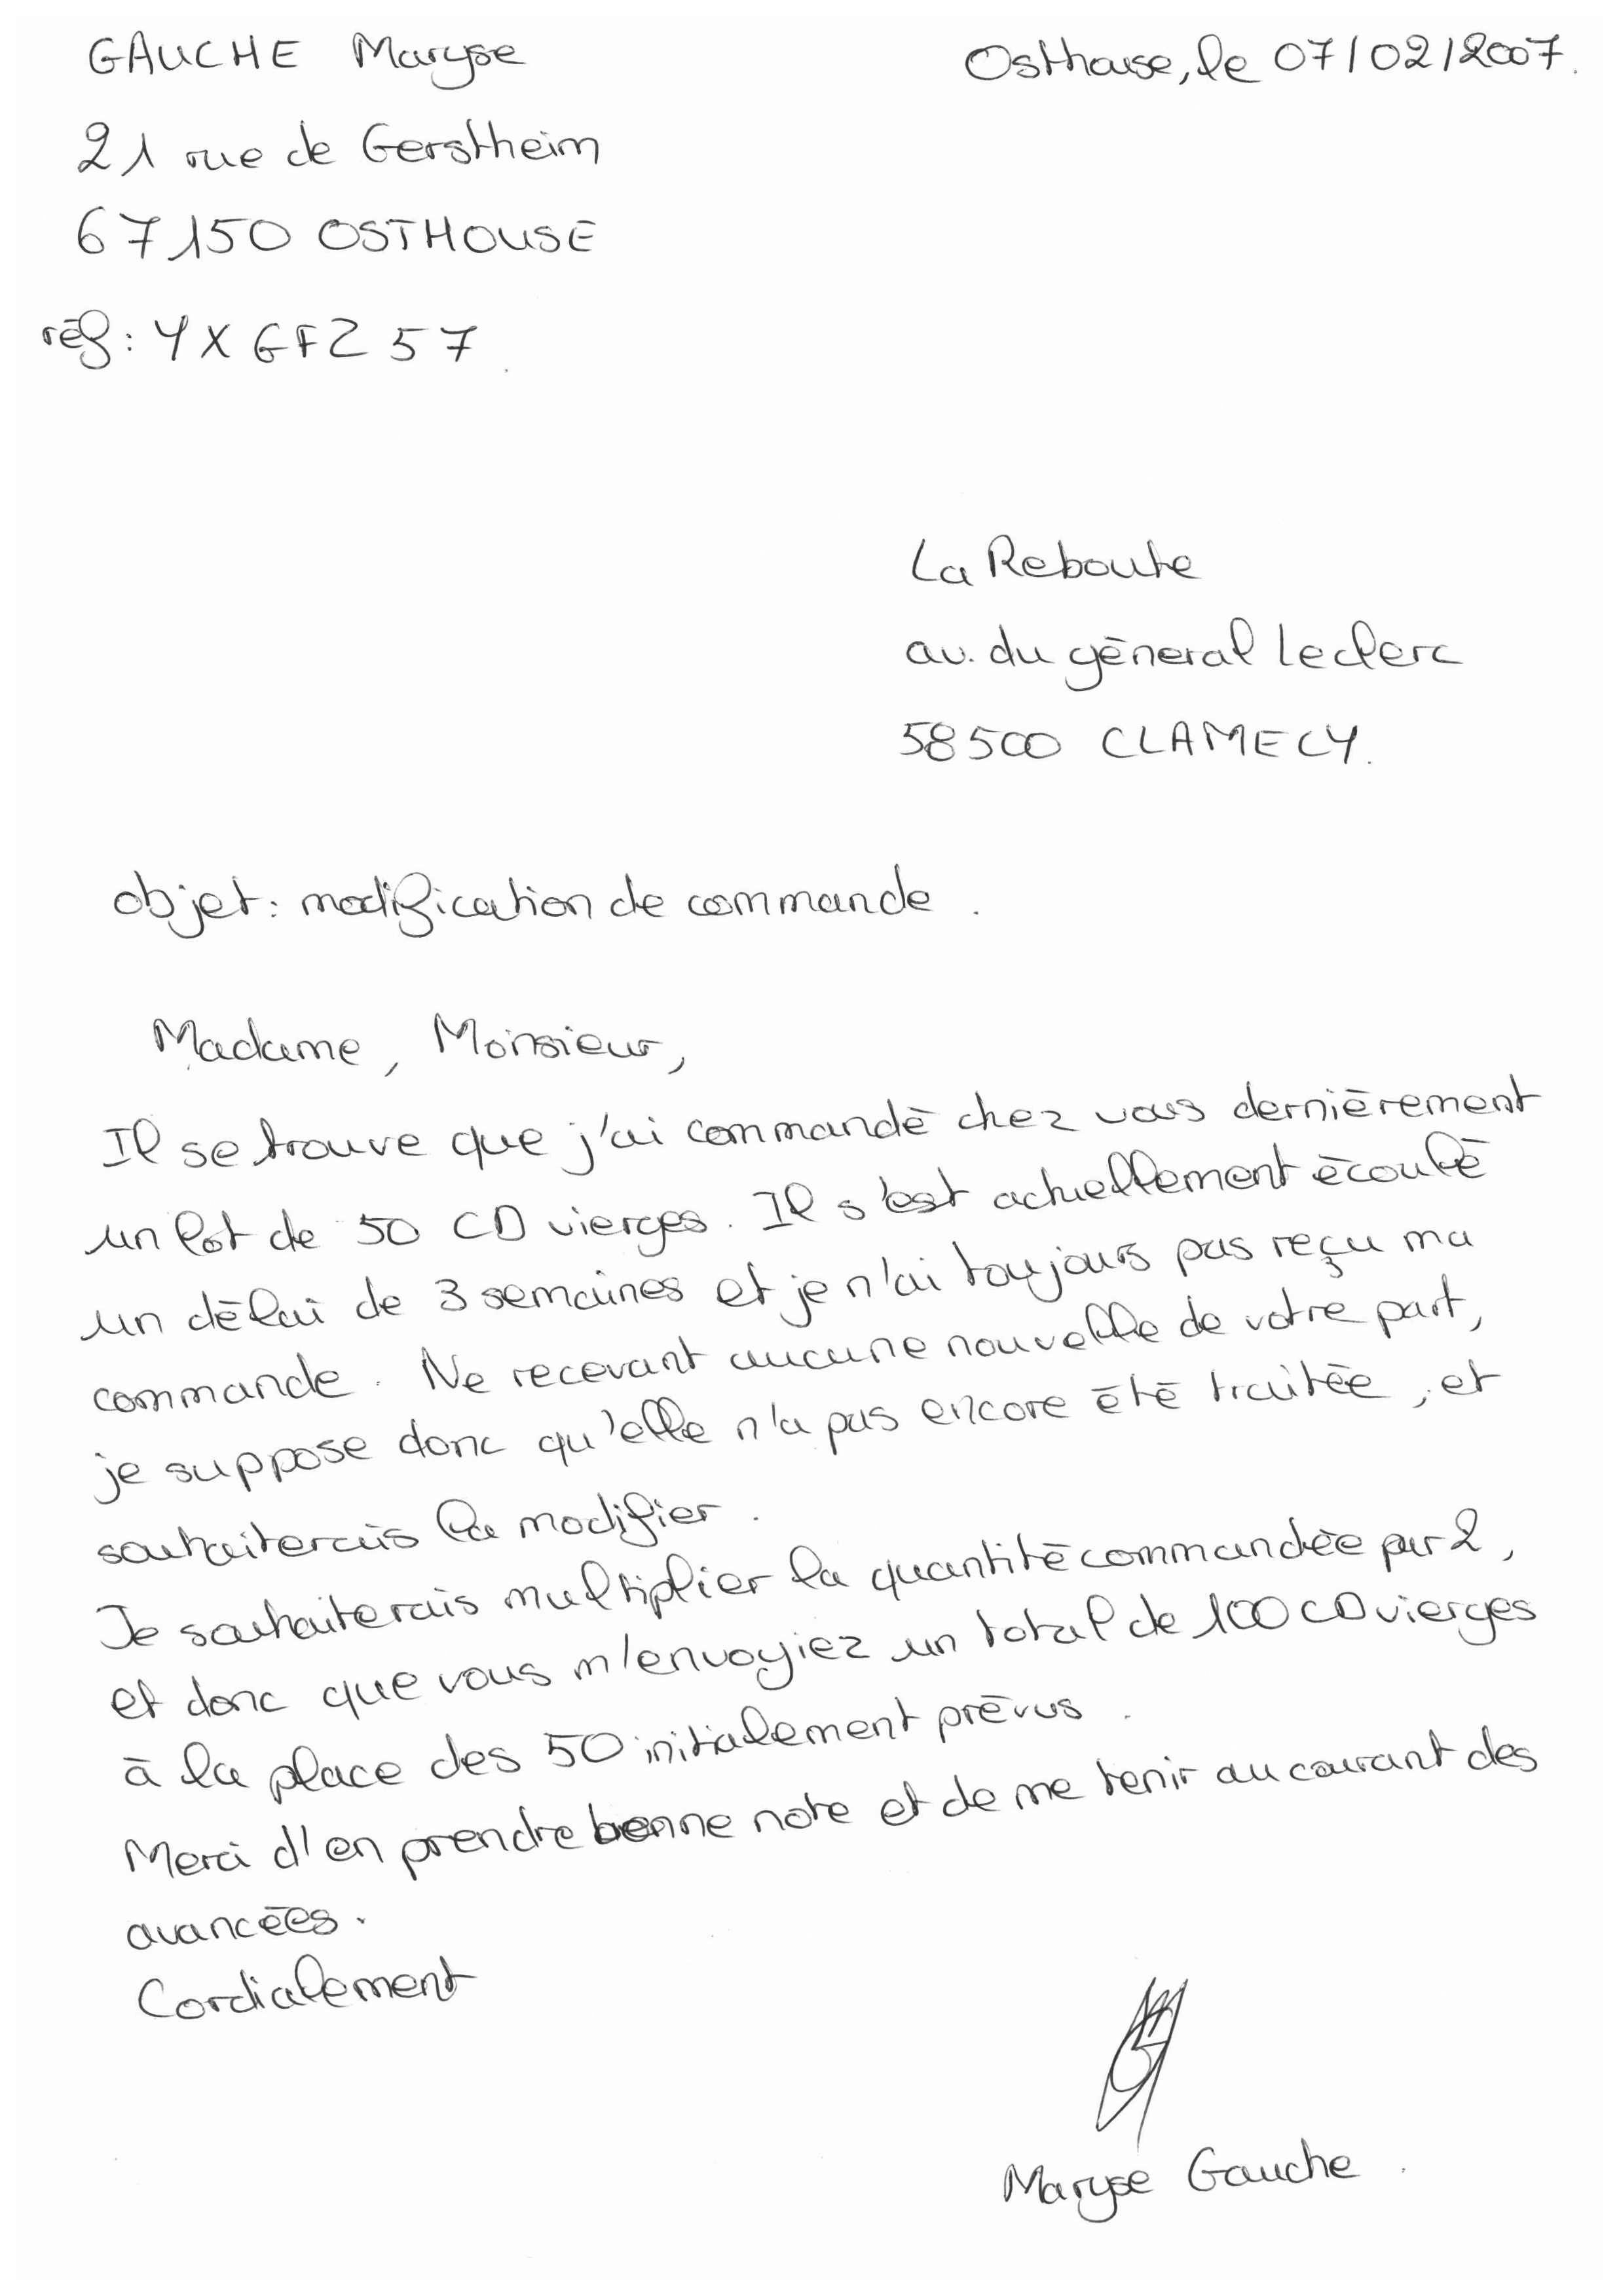 GAUCHE Maryse
Osthouse, le 07/02/2007.
21 rue de Gerstheim
67150 OSTHOUSE
réf : YXGFZ57
La Reboute
av. du géneral Leclerc
58500 CLAMECY.
objet : modification de commande.
Madame, Monsieur,
Il se trouve que j'ai commandé chez vous dernièrement
un lot de 50 CD vierges. Il s'est actuellement écoulé
un délai de 3 semaines et je n'ai toujours pas reçu ma
commande. Ne recevant aucune nouvelle de votre part,
je suppose donc qu'elle n'a pas encore été traitée, et
souhaiterais la modifier.
Je souhaiterais multiplier la quantité commandée par 2,
et donc que vous m'envoyiez un total de 100 CD vierges
à la place des 50 initialement prévus.
Merci d'en prendre bonne note et de me tenir au courant des
avancées.
Cordialement
Maryse Gauche.